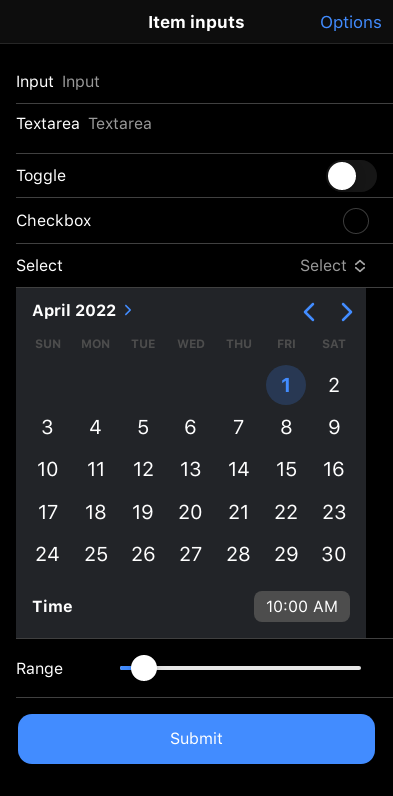 Item inputs Options
Input Input
Textarea Textarea
Toggle
Checkbox
Select Select
April 2022
SUN MON TUE WED THU FRI SAT
1 2
3 4 5 6 7 8 9
10 11 12 13 14 15 16
17 18 19 20 21 22 23
24 25 26 27 28 29 30
Time 10:00 AM
Range
Submit